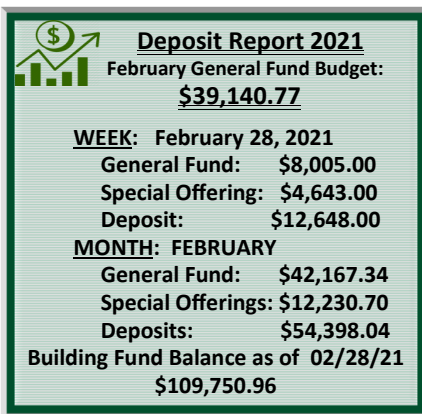 $
Deposit Report 2021
February General Fund Budget:
$39,140.77
WEEK: February 28, 2021
General Fund: $8,005.00
Special Offering: $4,643.00
Deposit: $12,648.00
MONTH: FEBRUARY
General Fund: $42,167.34
Special Offerings: $12,230.70
Deposits: $54,398.04
Building Fund Balance as of 02/28/21
$109,750.96